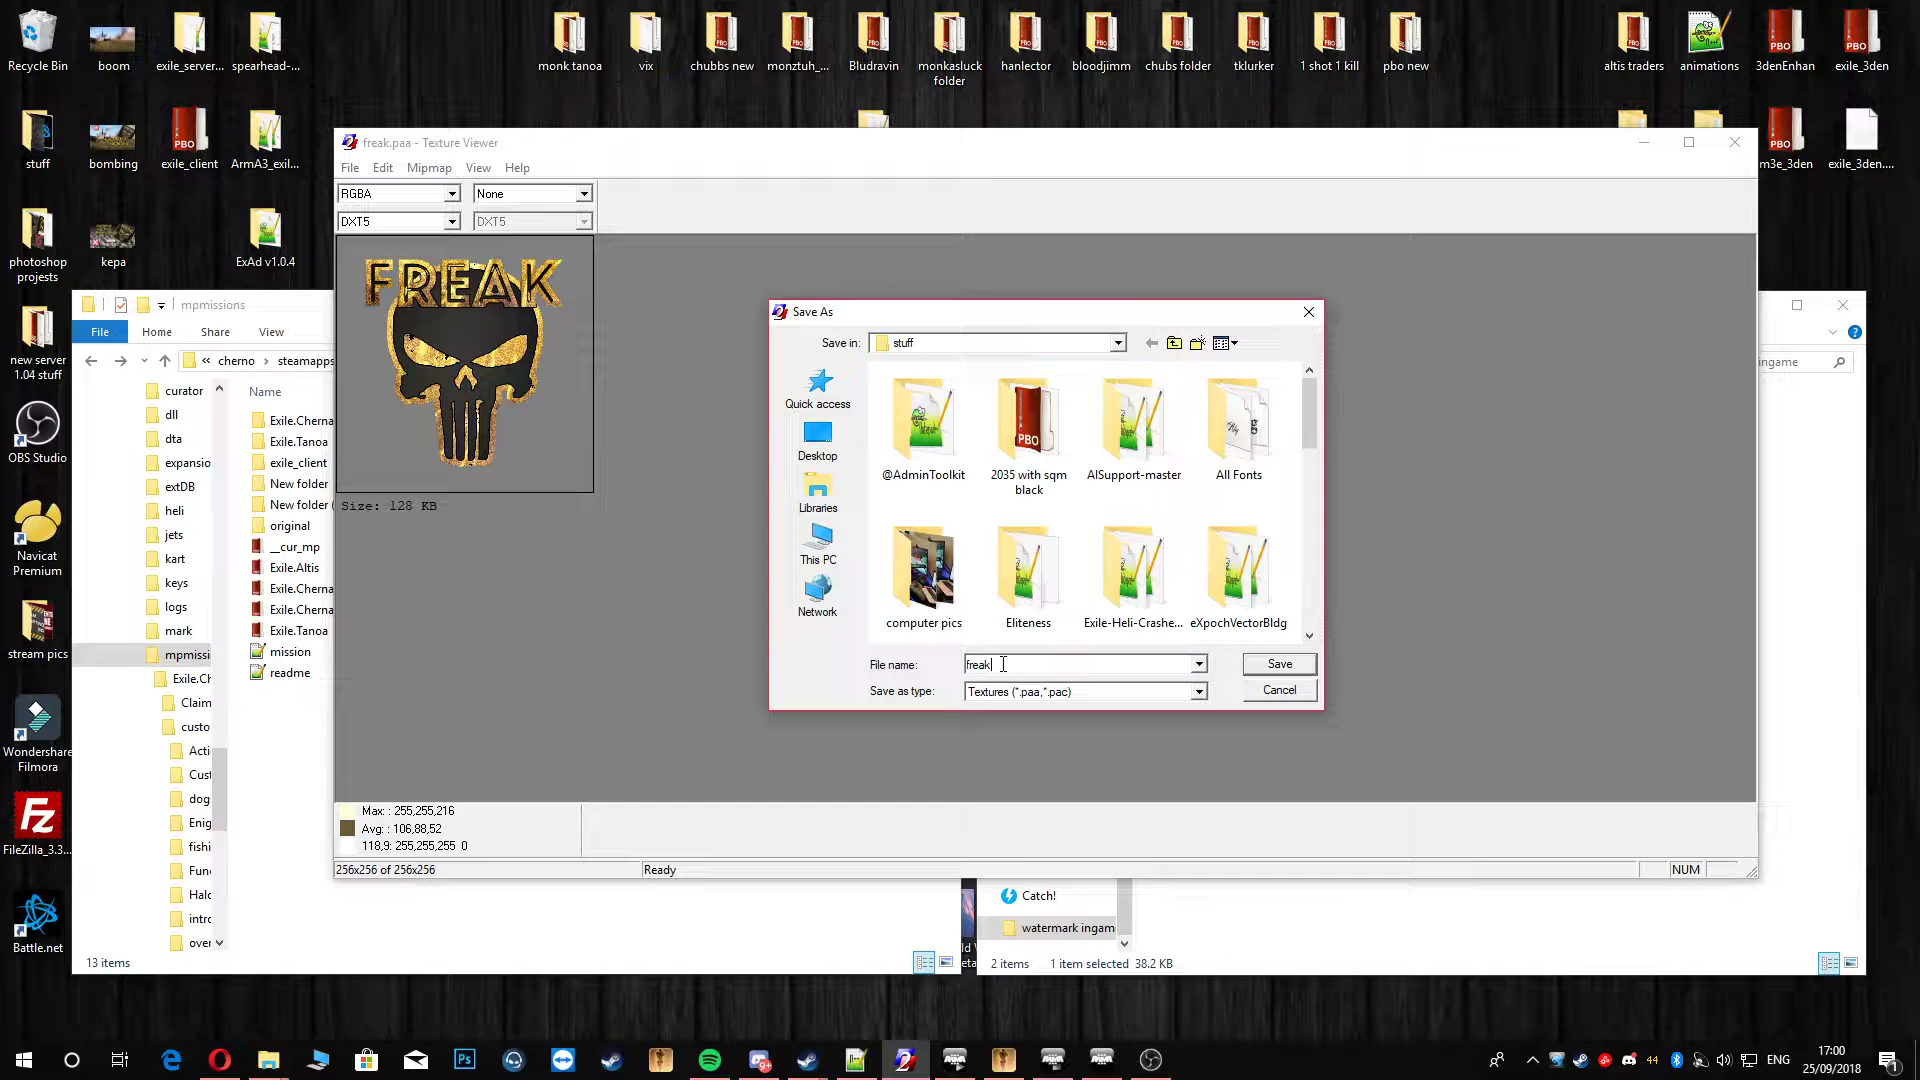 Recycle Bin
boom
exile_server...
spearhead-...
monk tanoa
vix
chubbs new
monztuh_...
Bludravin
monkasluck
folder
hanlector
bloodjimm
chubs folder
tklurker
1 shot 1 kill
pbo new
altis traders
animations
3denEnhan
exile_3den
stuff
bombing
exile_client
ArmA3_exil...
m3e_3den
exile_3den....
photoshop
projests
kepa
ExAd v1.0.4
new server
1.04 stuff
OBS Studio
Navicat
Premium
stream pics
Wondershare
Filmora
FileZilla_3.3...
Battle.net
freak.paa - Texture Viewer
File
Edit
Mipmap
View
Help
RGBA
None
DXT5
DXT5
FREAK
Size: 128 KB
Max: : 255,255,216
Avg: : 106,88,52
118,9: 255,255,255 0
256x256 of 256x256
Ready
NUM
Save As
Save in:
stuff
Quick access
Desktop
Libraries
This PC
Network
@AdminToolkit
2035 with sqm
black
AISupport-master
All Fonts
computer pics
Eliteness
Exile-Heli-Crashe...
eXpochVectorBldg
PBO
File name:
freak
Save
Save as type:
Textures (*.paa,*.pac)
Cancel
mpmissions
File
Home
Share
View
« cherno › steamapps
curator
dll
dta
expansio
extDB
heli
jets
kart
keys
logs
mark
mpmissi
Exile.Ch
Claim
custo
Acti
Cust
dog
Enig
fishi
Fun
Halo
intro
over
Name
Exile.Cherna
Exile.Tanoa
exile_client
New folder
New folder (
original
__cur_mp
Exile.Altis
Exile.Cherna
Exile.Cherna
Exile.Tanoa
mission
readme
13 items
ingame
Catch!
watermark ingam
2 items
1 item selected 38.2 KB
44
ENG
17:00
25/09/2018